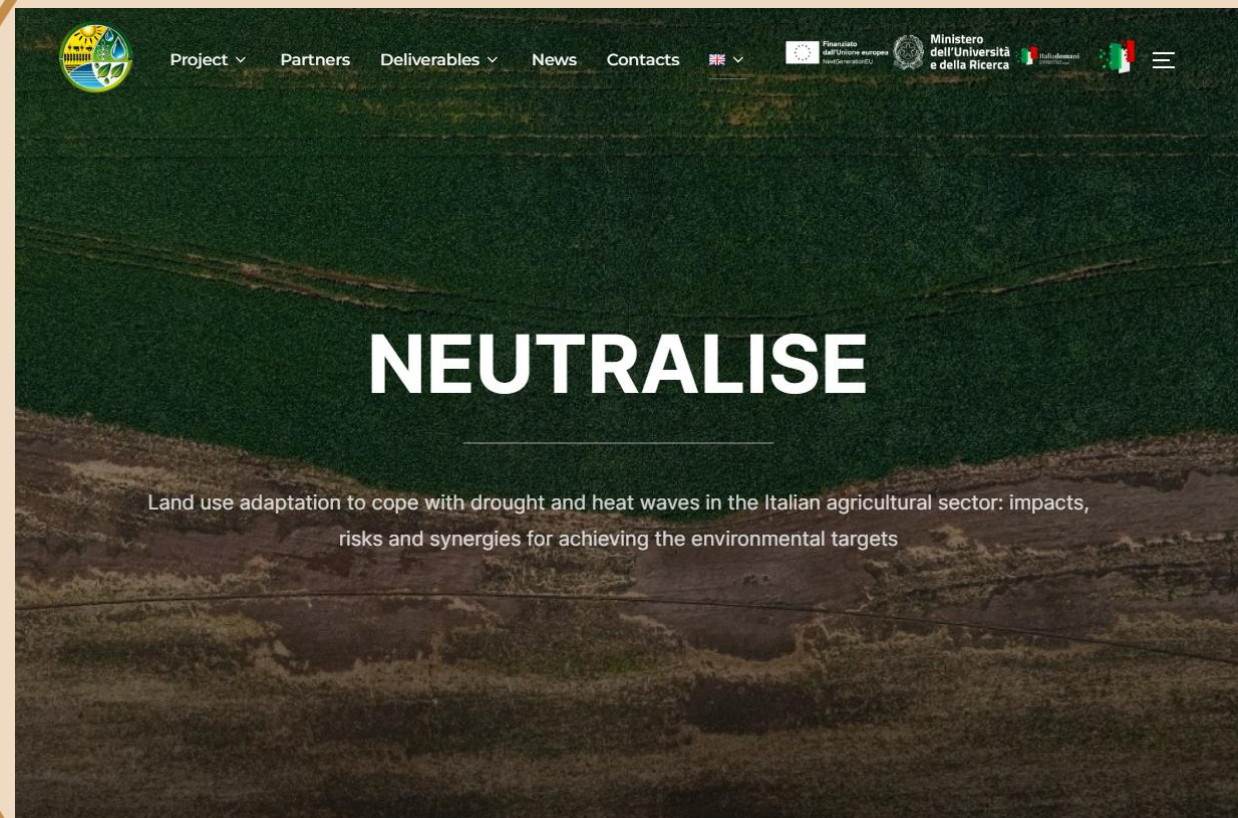 Project
Partners
Deliverables
News
Contacts
Finanziato
dall'Unione europea
NextGenerationEU
Ministero
dell'Università
e della Ricerca
Italiadomani
NEUTRALISE
Land use adaptation to cope with drought and heat waves in the Italian agricultural sector: impacts,
risks and synergies for achieving the environmental targets